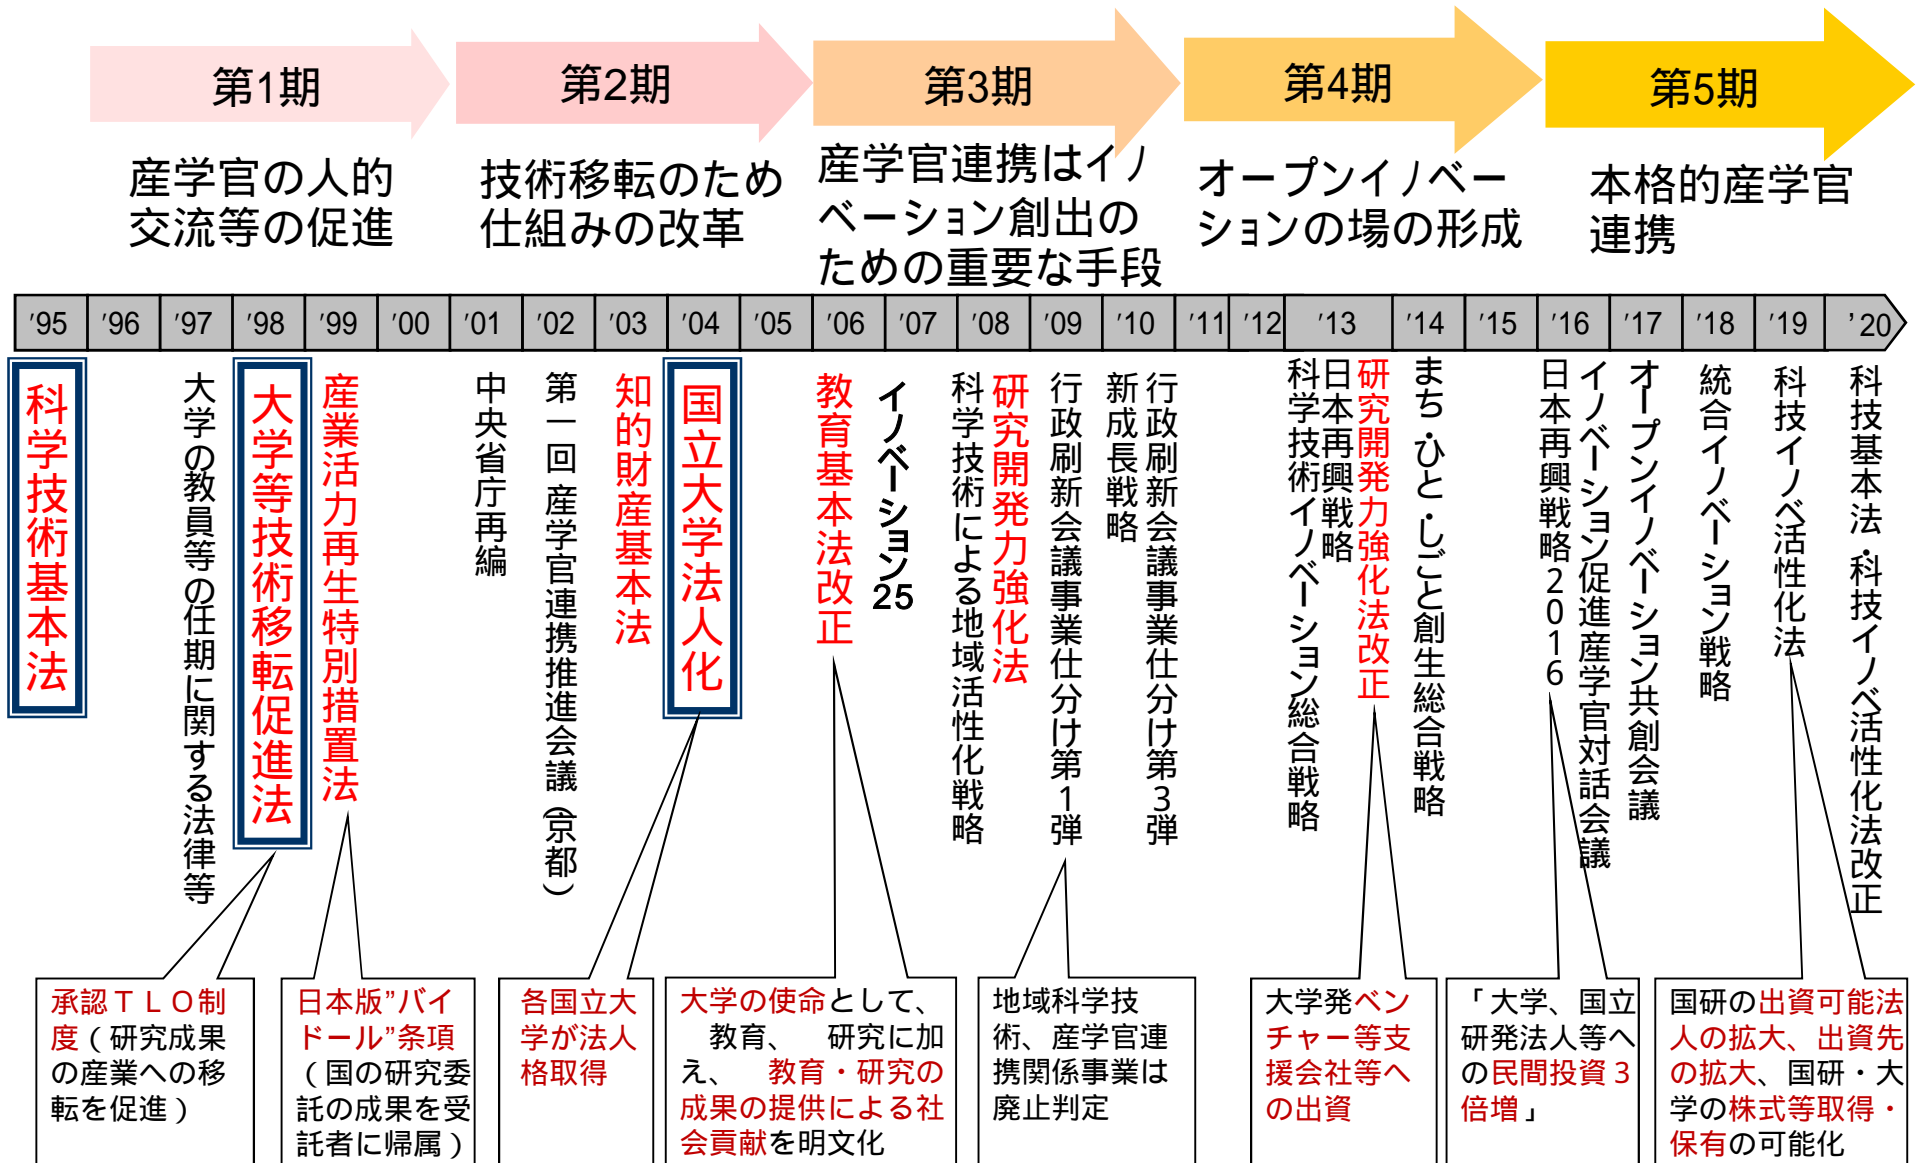 第1期
第2期
第3期
第4期
第5期
産学官の人的
交流等の促進
技術移転のため
仕組みの改革
産学官連携はイノ
ベーション創出の
ための重要な手段
オープンイノベー
ションの場の形成
本格的産学官
連携
'95
'96
'97
'98
'99
'00
'01
'02
'03
'04
'05
'06
'07
'08
'09
'10
'11
'12
'13
'14
'15
'16
'17
'18
'19
’20
科学技術基本法
大学の教員等の任期に関する法律等
大学等技術移転促進法
産業活力再生特別措置法
中央省庁再編
第一回 産学官連携推進会議（京都）
知的財産基本法
国立大学法人化
教育基本法改正
イノベーション25
科学技術による地域活性化戦略
研究開発力強化法
行政刷新会議事業仕分け第1弾
新成長戦略
行政刷新会議事業仕分け第3弾
科学技術イノベーション総合戦略
日本再興戦略
研究開発力強化法改正
まち・ひと・しごと創生総合戦略
日本再興戦略2016
イノベーション促進産学官対話会議
オープンイノベーション共創会議
統合イノベーション戦略
科技イノベ活性化法
科技基本法・科技イノベ活性化法改正
承認ＴＬＯ制
度（研究成果
の産業への移
転を促進）
日本版”バイ
ドール”条項
（国の研究委
託の成果を受
託者に帰属）
各国立大
学が法人
格取得
大学の使命として、
教育、　研究に加
え、　教育・研究の
成果の提供による社
会貢献を明文化
地域科学技
術、産学官連
携関係事業は
廃止判定
大学発ベン
チャー等支
援会社等へ
の出資
「大学、国立
研発法人等へ
の民間投資３
倍増」
国研の出資可能法
人の拡大、出資先
の拡大、国研・大
学の株式等取得・
保有の可能化